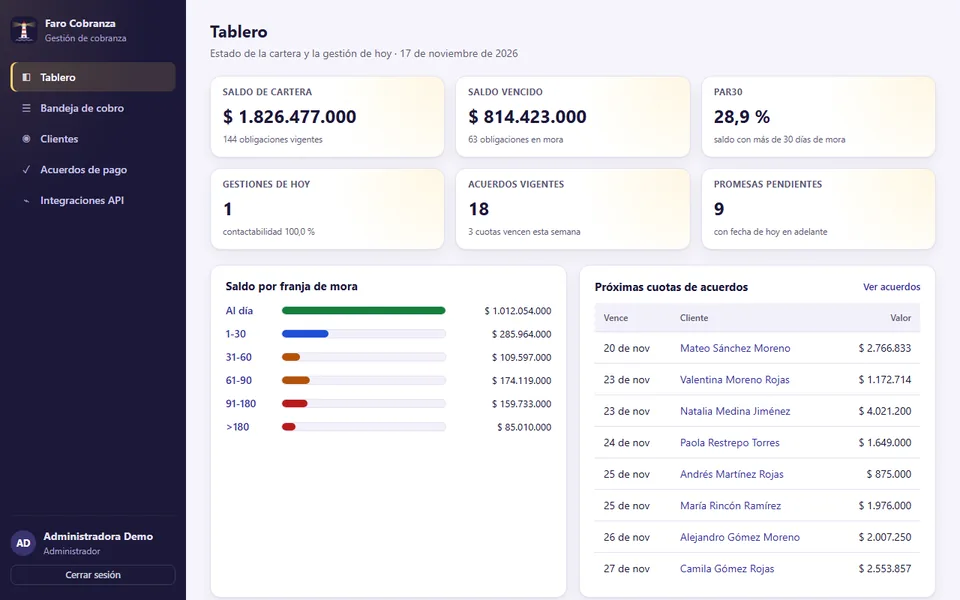 Faro Cobranza
Gestión de cobranza
Tablero
Bandeja de cobro
Clientes
Acuerdos de pago
Integraciones API
AD
Administradora Demo
Administrador
Cerrar sesión
Tablero
Estado de la cartera y la gestión de hoy · 17 de noviembre de 2026
SALDO DE CARTERA
$ 1.826.477.000
144 obligaciones vigentes
SALDO VENCIDO
$ 814.423.000
63 obligaciones en mora
PAR30
28,9 %
saldo con más de 30 días de mora
GESTIONES DE HOY
1
contactabilidad 100,0 %
ACUERDOS VIGENTES
18
3 cuotas vencen esta semana
PROMESAS PENDIENTES
9
con fecha de hoy en adelante
Saldo por franja de mora
Al día $ 1.012.054.000
1-30 $ 285.964.000
31-60 $ 109.597.000
61-90 $ 174.119.000
91-180 $ 159.733.000
>180 $ 85.010.000
Próximas cuotas de acuerdos Ver acuerdos
Vence Cliente Valor
20 de nov Mateo Sánchez Moreno $ 2.766.833
23 de nov Valentina Moreno Rojas $ 1.172.714
23 de nov Natalia Medina Jiménez $ 4.021.200
24 de nov Paola Restrepo Torres $ 1.649.000
25 de nov Andrés Martínez Rojas $ 875.000
25 de nov María Rincón Ramírez $ 1.976.000
26 de nov Alejandro Gómez Moreno $ 2.007.250
27 de nov Camila Gómez Rojas $ 2.553.857